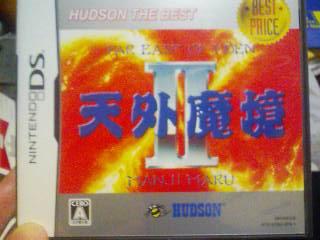 HUDSON THE BEST
BEST PRICE
FAR EAST OF EDEN
II
天外魔境
MANJI MARU
NINTENDO DS
A
HUDSON